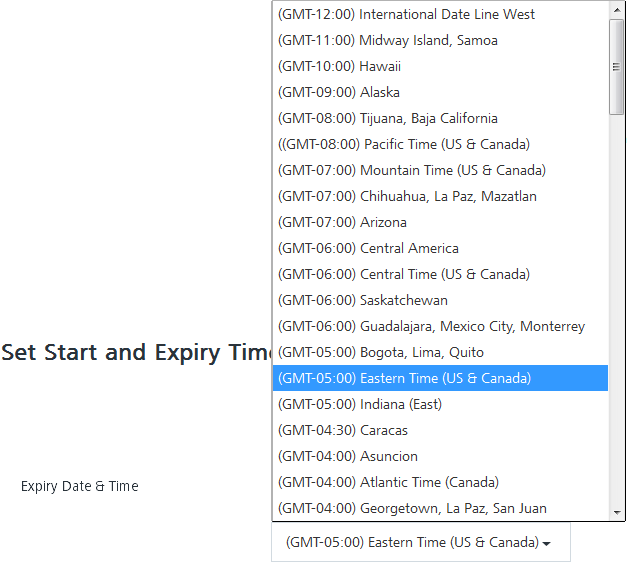 (GMT-12:00) International Date Line West
(GMT-11:00) Midway Island, Samoa
(GMT-10:00) Hawaii
(GMT-09:00) Alaska
(GMT-08:00) Tijuana, Baja California
((GMT-08:00) Pacific Time (US & Canada)
(GMT-07:00) Mountain Time (US & Canada)
(GMT-07:00) Chihuahua, La Paz, Mazatlan
(GMT-07:00) Arizona
(GMT-06:00) Central America
(GMT-06:00) Central Time (US & Canada)
(GMT-06:00) Saskatchewan
(GMT-06:00) Guadalajara, Mexico City, Monterrey
Set Start and Expiry Time
(GMT-05:00) Bogota, Lima, Quito
(GMT-05:00) Eastern Time (US & Canada)
(GMT-05:00) Indiana (East)
(GMT-04:30) Caracas
(GMT-04:00) Asuncion
(GMT-04:00) Atlantic Time (Canada)
Expiry Date & Time
(GMT-04:00) Georgetown, La Paz, San Juan
(GMT-05:00) Eastern Time (US & Canada)